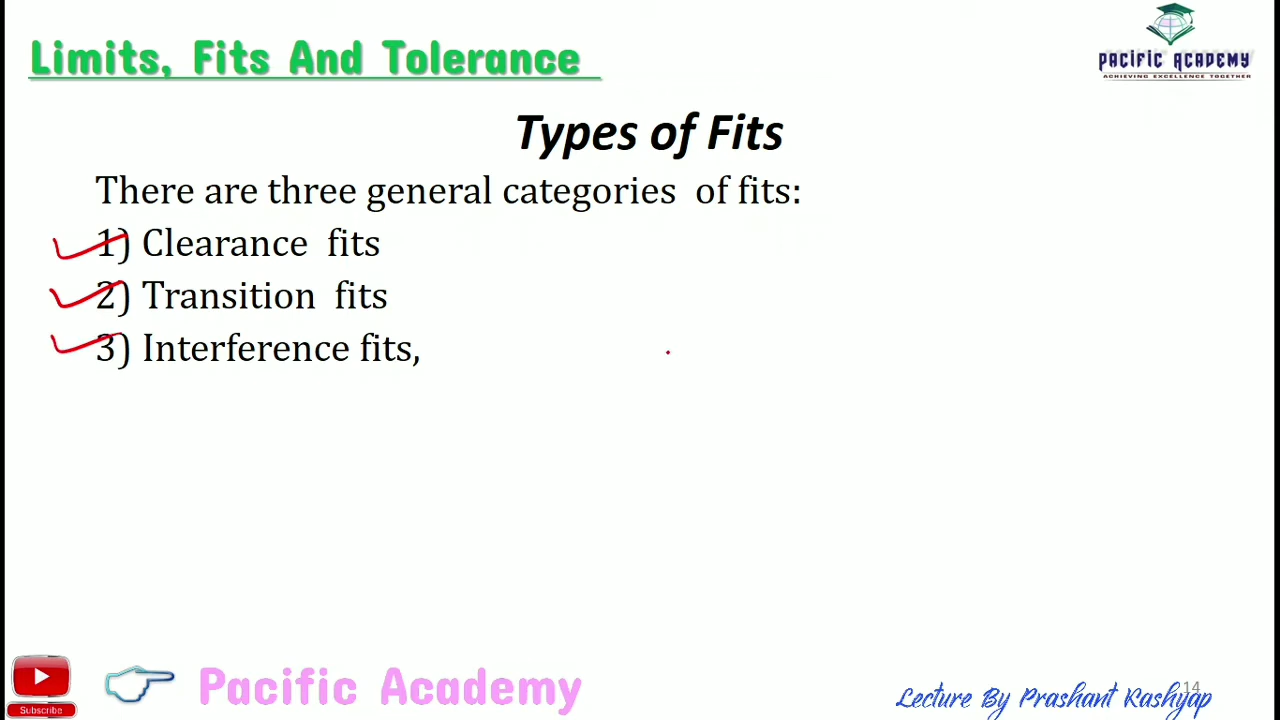 Limits, Fits And Tolerance
PACIFIC ACADEMY
ACHIEVING EXCELLENCE TOGETHER
Types of Fits
There are three general categories of fits:
1) Clearance fits
2) Transition fits
3) Interference fits,
Subscribe
Pacific Academy
14
Lecture By Prashant Kashyap